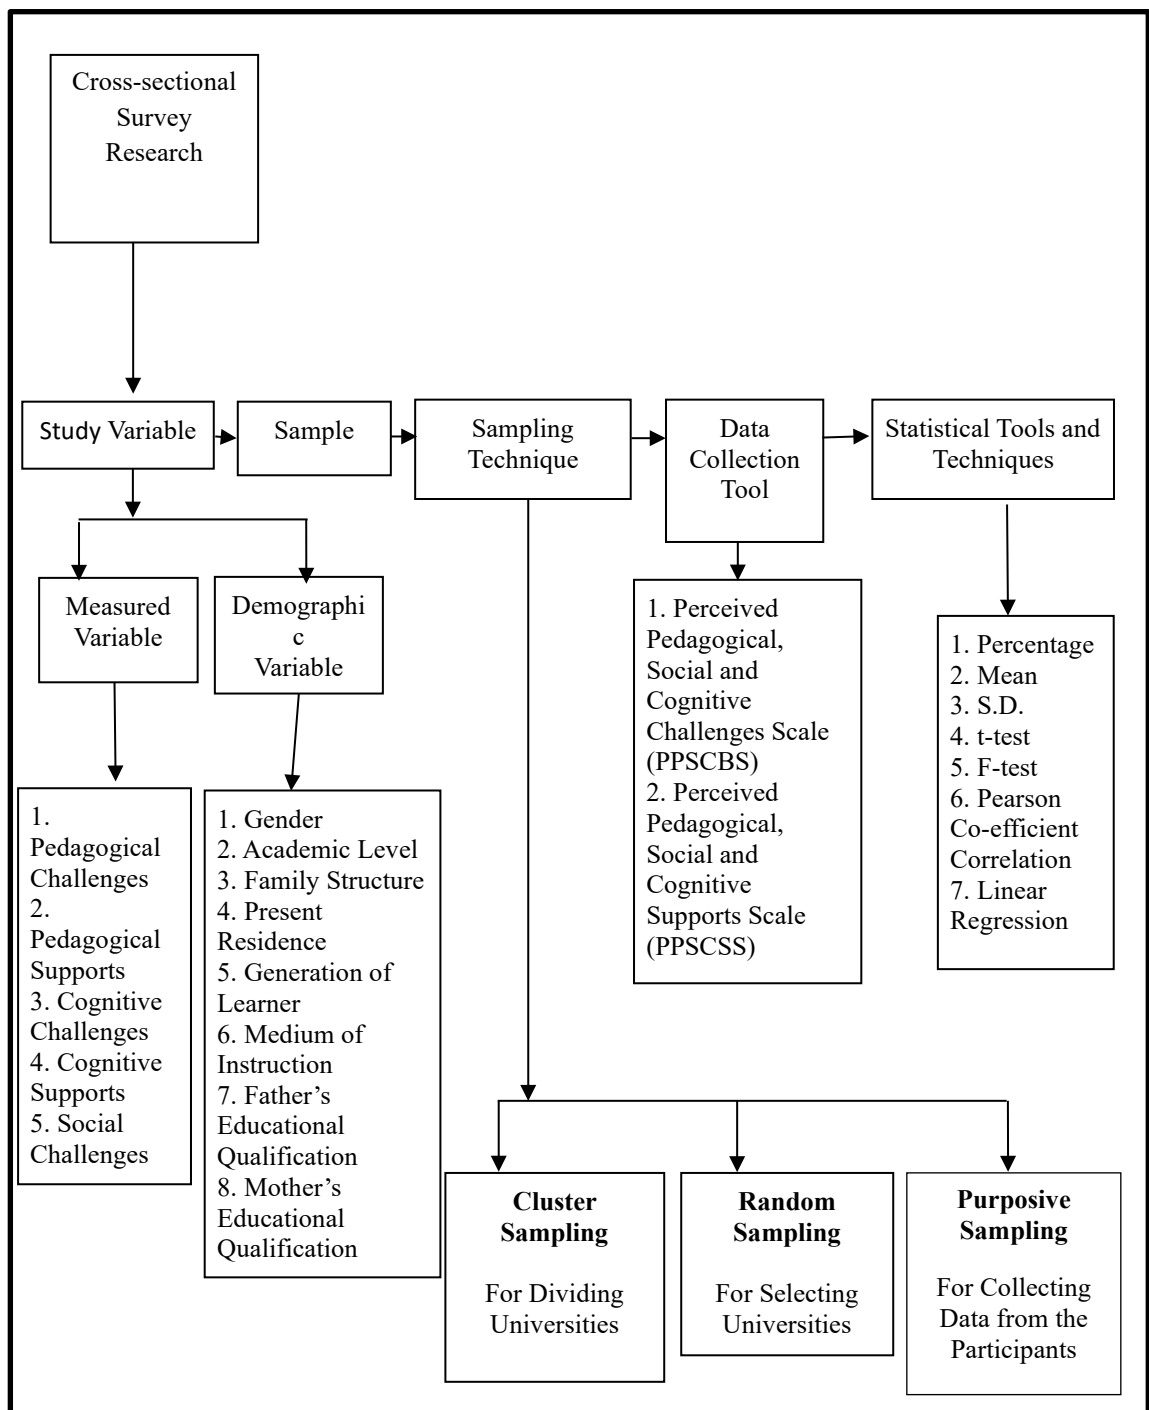 Cross-sectional
Survey
Research
Study Variable
Sample
Sampling
Technique
Data
Collection
Tool
Statistical Tools and
Techniques
Measured
Variable
Demographi
c
Variable
1.
Pedagogical
Challenges
2.
Pedagogical
Supports
3. Cognitive
Challenges
4. Cognitive
Supports
5. Social
Challenges
1. Gender
2. Academic Level
3. Family Structure
4. Present
Residence
5. Generation of
Learner
6. Medium of
Instruction
7. Father’s
Educational
Qualification
8. Mother’s
Educational
Qualification
1. Perceived
Pedagogical,
Social and
Cognitive
Challenges Scale
(PPSCBS)
2. Perceived
Pedagogical,
Social and
Cognitive
Supports Scale
(PPSCSS)
1. Percentage
2. Mean
3. S.D.
4. t-test
5. F-test
6. Pearson
Co-efficient
Correlation
7. Linear
Regression
Cluster
Sampling
For Dividing
Universities
Random
Sampling
For Selecting
Universities
Purposive
Sampling
For Collecting
Data from the
Participants